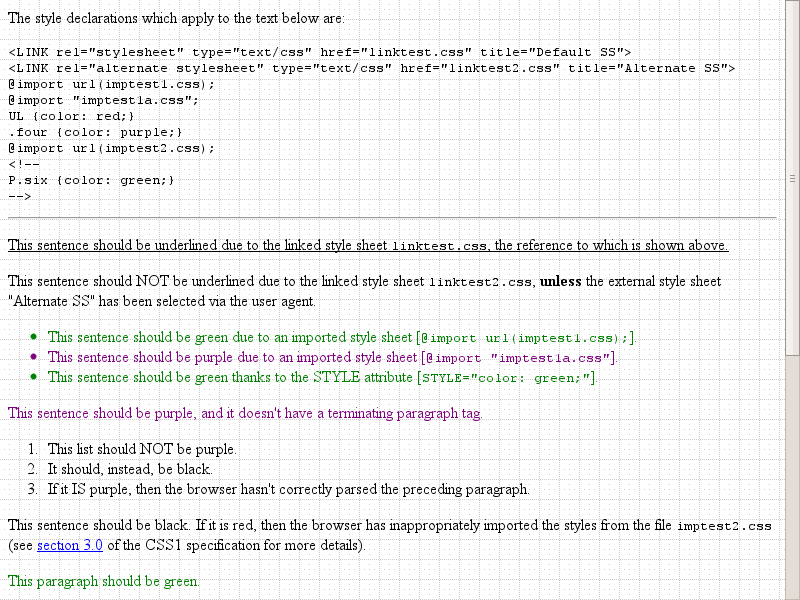 The style declarations which apply to the text below are:
<LINK rel="stylesheet" type="text/css" href="linktest.css" title="Default SS">
<LINK rel="alternate stylesheet" type="text/css" href="linktest2.css" title="Alternate SS">
@import url(imptest1.css);
@import "imptest1a.css";
UL {color: red;}
.four {color: purple;}
@import url(imptest2.css);
<!--
P.six {color: green;}
-->
This sentence should be underlined due to the linked style sheet linktest.css, the reference to which is shown above.
This sentence should NOT be underlined due to the linked style sheet linktest2.css, unless the external style sheet
"Alternate SS" has been selected via the user agent.
• This sentence should be green due to an imported style sheet [@import url(imptest1.css);].
• This sentence should be purple due to an imported style sheet [@import "imptest1a.css"].
• This sentence should be green thanks to the STYLE attribute [STYLE="color: green;"].
This sentence should be purple, and it doesn't have a terminating paragraph tag.
1. This list should NOT be purple.
2. It should, instead, be black.
3. If it IS purple, then the browser hasn't correctly parsed the preceding paragraph.
This sentence should be black. If it is red, then the browser has inappropriately imported the styles from the file imptest2.css
(see section 3.0 of the CSS1 specification for more details).
This paragraph should be green.